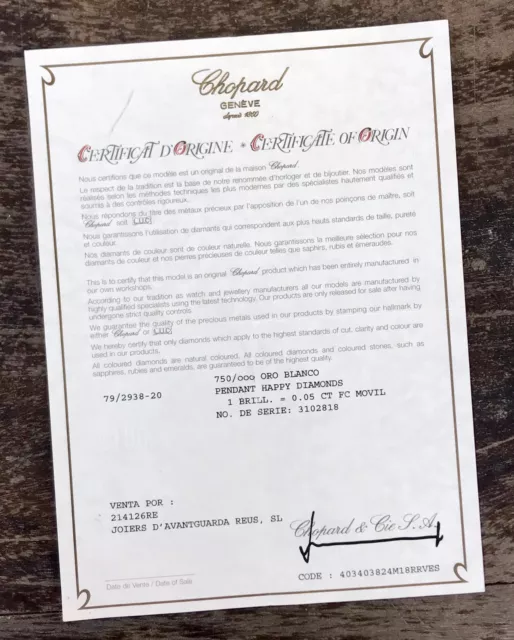 Chopard
GENÈVE
depuis 1860
CERTIFICAT D'ORIGINE • CERTIFICATE OF ORIGIN
Nous certifions que ce modèle est un original de la maison Chopard.
Le respect de la tradition est la base de notre renommée d'horloger et de bijoutier. Nos modèles sont
réalisés selon les méthodes techniques les plus modernes par des spécialistes hautement qualifiés et
soumis à des contrôles rigoureux.
Nous répondons du titre des métaux précieux par l'apposition de l'un de nos poinçons de maître, soit
Chopard soit L.U.C
Nous garantissons l'utilisation de diamants qui correspondent aux plus hauts standards de taille, pureté
et couleur.
Nos diamants de couleur sont de couleur naturelle. Nous garantissons la meilleure sélection pour nos
diamants de couleur et nos pierres précieuses de couleur telles que saphirs, rubis et émeraudes.
This is to certify that this model is an original Chopard product which has been entirely manufactured in
our own workshops.
According to our tradition as watch and jewellery manufacturers all our models are manufactured by
highly qualified specialists using the latest technology. Our products are only released for sale after having
undergone strict quality controls.
We guarantee the quality of the precious metals used in our products by stamping our hallmark by
either Chopard or L.U.C
We hereby certify that only diamonds which apply to the highest standards of cut, clarity and colour are
used in our products.
All coloured diamonds are natural coloured. All coloured diamonds and coloured stones, such as
sapphires, rubies and emeralds, are guaranteed to be of the highest quality.
750/000 ORO BLANCO
79/2938-20 PENDANT HAPPY DIAMONDS
1 BRILL. = 0.05 CT FC MOVIL
NO. DE SERIE: 3102818
VENTA POR :
214126RE
JOIERS D'AVANTGUARDA REUS, SL
Chopard & Cie S.A.
CODE : 403403824M18RRVES
Date de Vente / Date of Sale